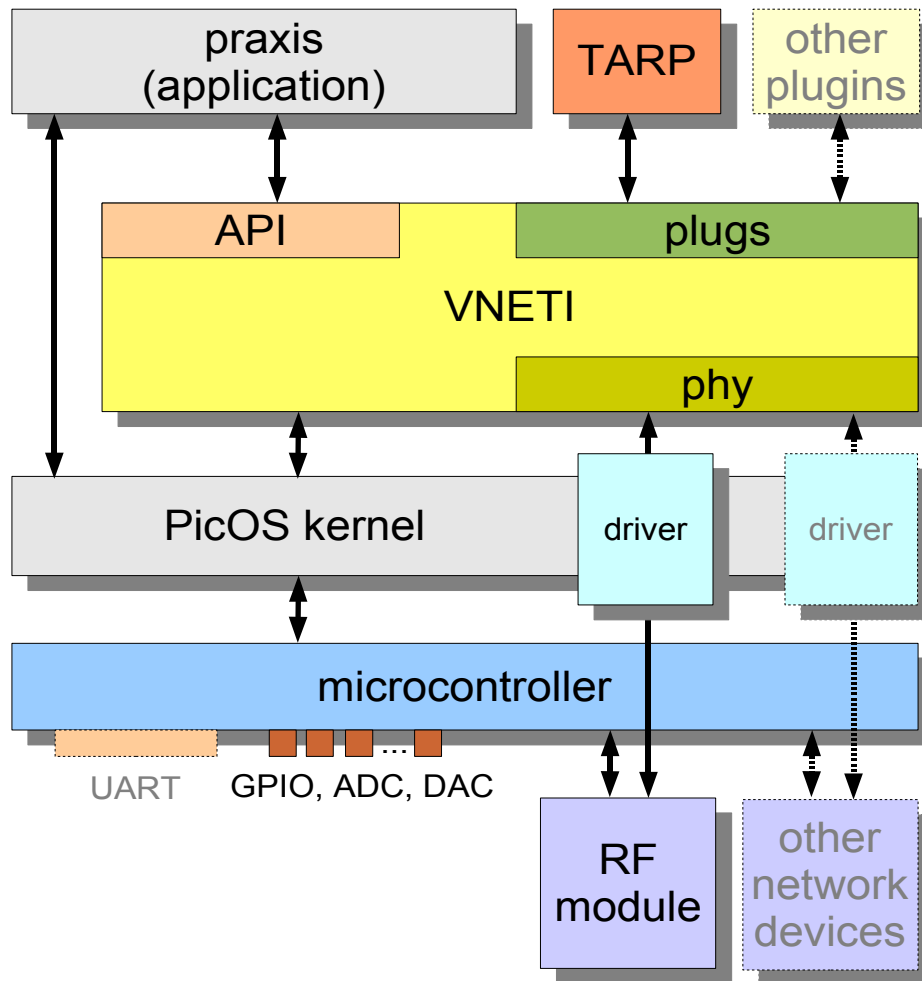 praxis
(application)
TARP
other
plugins
API
plugs
VNETI
phy
PicOS kernel
driver
driver
microcontroller
...
UART
GPIO, ADC, DAC
RF
module
other
network
devices